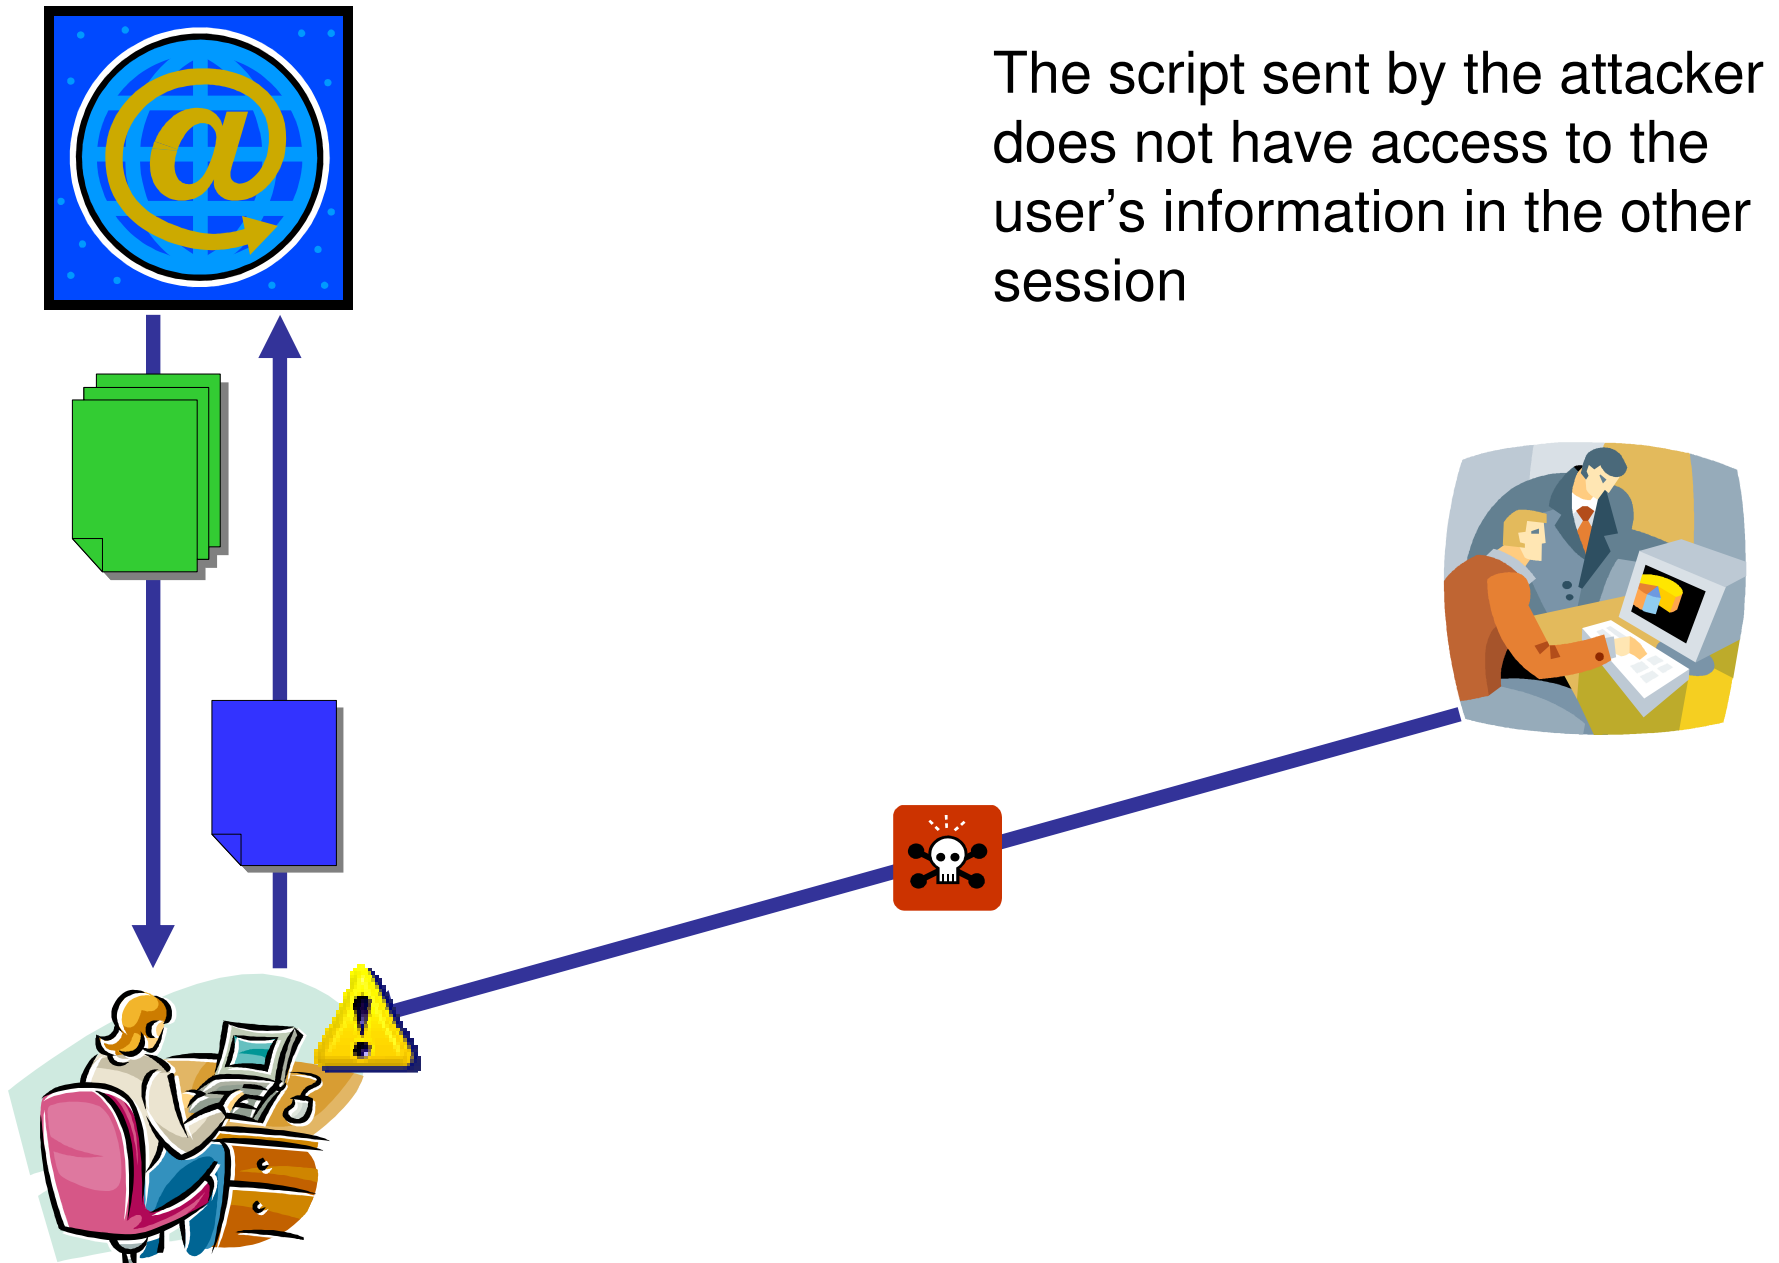 The script sent by the attacker
does not have access to the
user’s information in the other
session